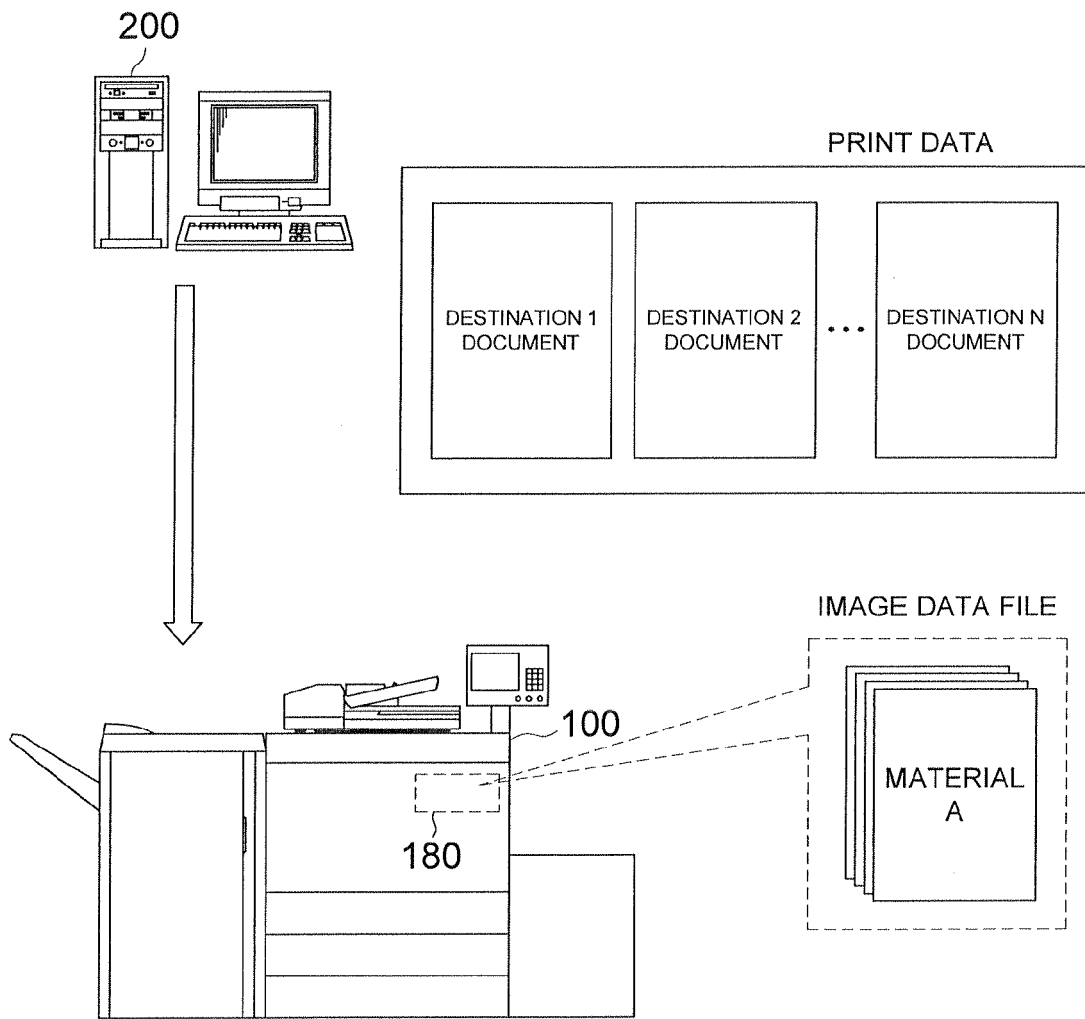 200
PRINT DATA
DESTINATION 1
DOCUMENT
DESTINATION 2
DOCUMENT
...
DESTINATION N
DOCUMENT
IMAGE DATA FILE
100
MATERIAL
A
180